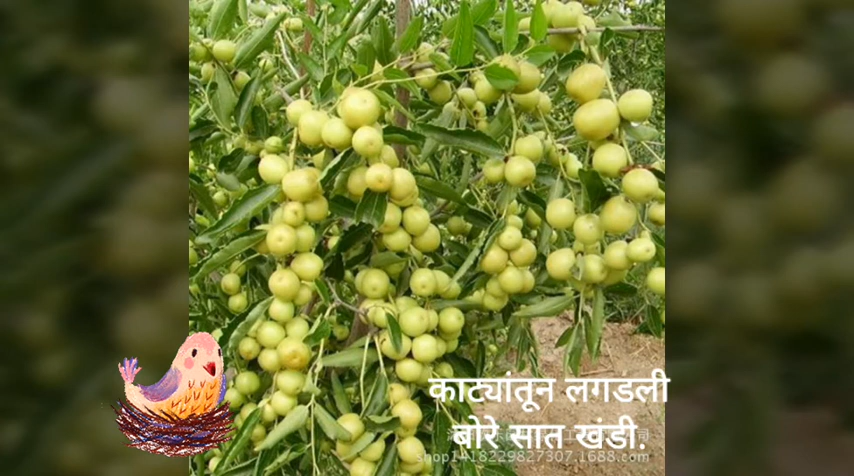 काट्यांतून लगडली
बोरे सात खंडी.
shop1418229827307.1688.com